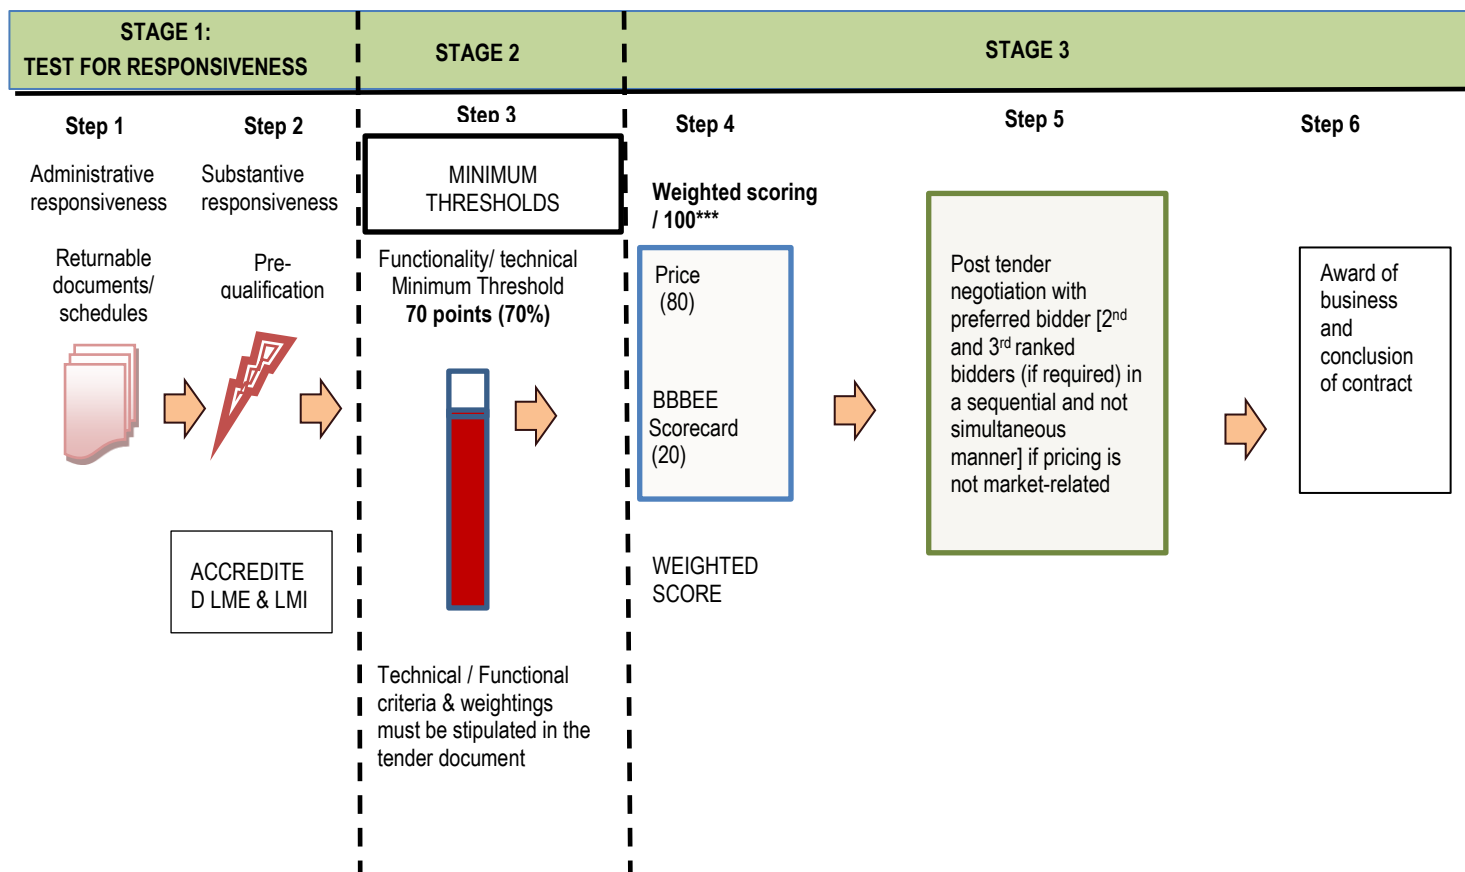 STAGE 1:
TEST FOR RESPONSIVENESS
STAGE 2
STAGE 3
Step 1
Administrative
responsiveness
Returnable
documents/
schedules
Step 2
Substantive
responsiveness
Pre-
qualification
ACCREDITE
D LME & LMI
Step 3
MINIMUM
THRESHOLDS
Functionality/ technical
Minimum Threshold
70 points (70%)
Technical / Functional
criteria & weightings
must be stipulated in the
tender document
Step 4
Weighted scoring
/ 100***
Price
(80)
BBBEE
Scorecard
(20)
WEIGHTED
SCORE
Step 5
Post tender
negotiation with
preferred bidder [2nd
and 3rd ranked
bidders (if required) in
a sequential and not
simultaneous
manner] if pricing is
not market-related
Step 6
Award of
business
and
conclusion
of contract